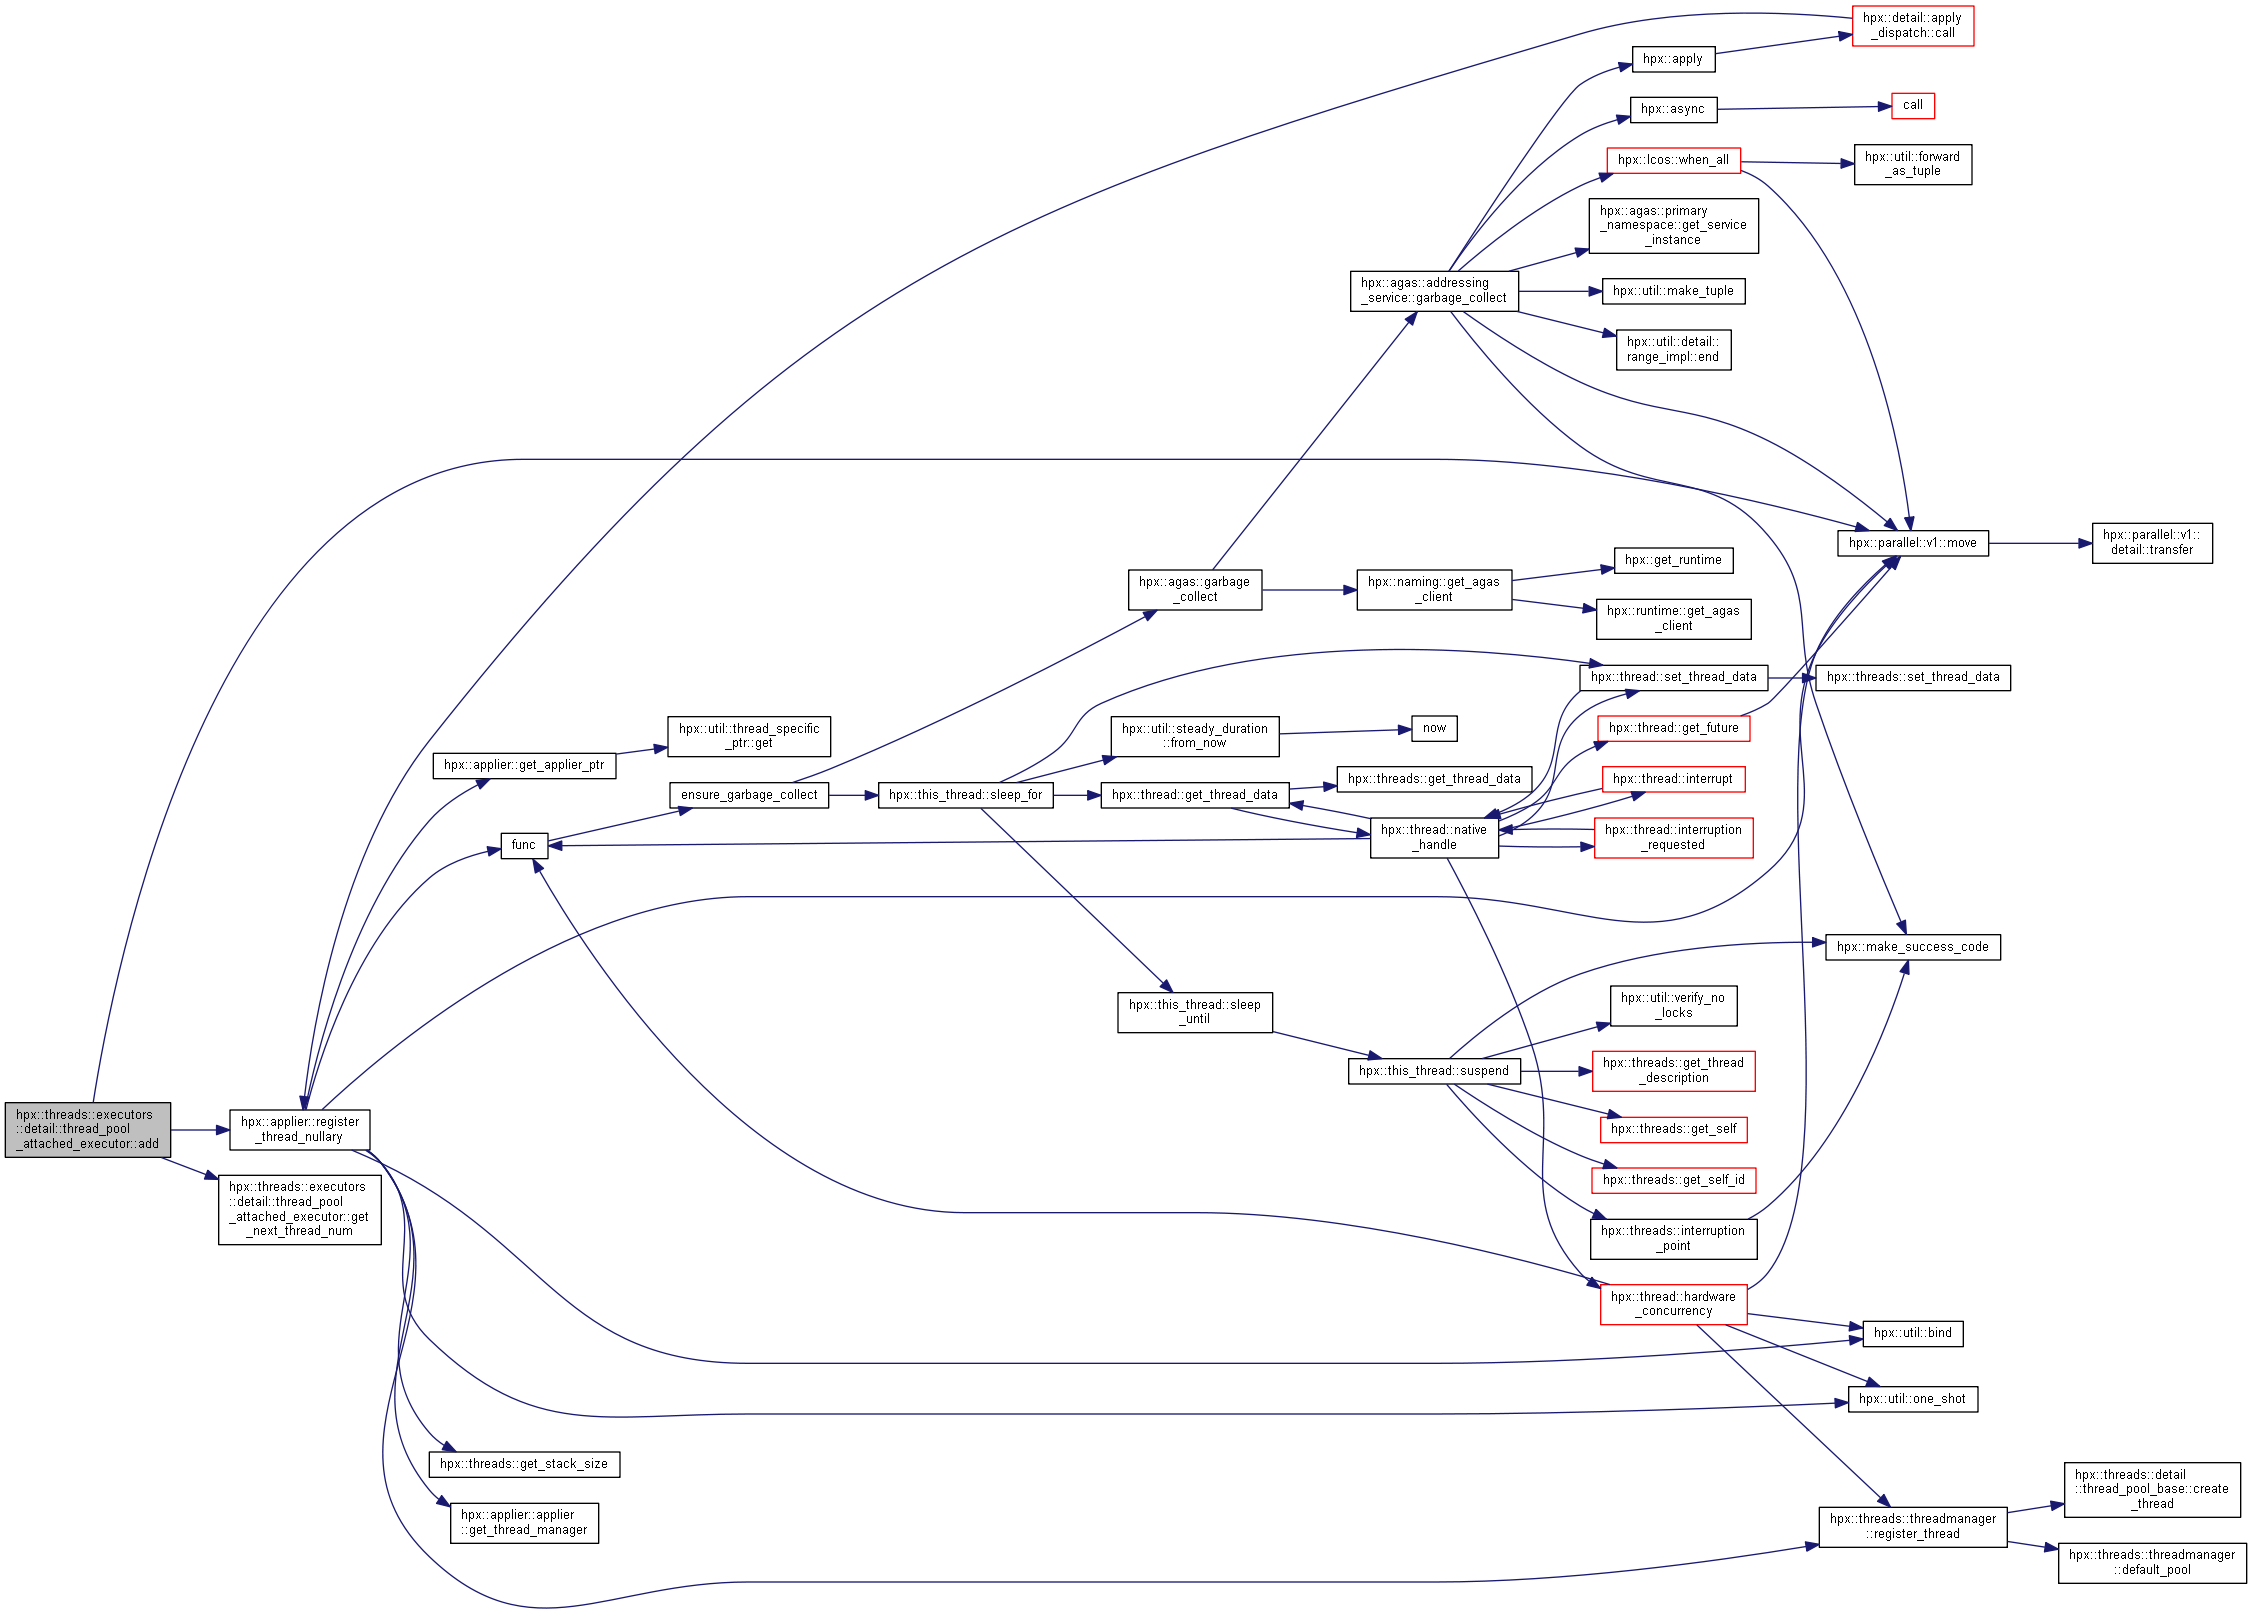 hpx::threads::executors
::detail::thread_pool
_attached_executor::add
hpx::applier::register
_thread_nullary
hpx::threads::executors
::detail::thread_pool
_attached_executor::get
_next_thread_num
hpx::applier::get_applier_ptr
func
hpx::threads::get_stack_size
hpx::applier::applier
::get_thread_manager
hpx::util::thread_specific
_ptr::get
ensure_garbage_collect
hpx::this_thread::sleep_for
hpx::agas::garbage
_collect
hpx::util::steady_duration
::from_now
hpx::thread::get_thread_data
hpx::this_thread::sleep
_until
hpx::agas::addressing
_service::garbage_collect
hpx::naming::get_agas
_client
now
hpx::threads::get_thread_data
hpx::thread::native
_handle
hpx::this_thread::suspend
hpx::apply
hpx::async
hpx::lcos::when_all
hpx::agas::primary
_namespace::get_service
_instance
hpx::util::make_tuple
hpx::util::detail::
range_impl::end
hpx::get_runtime
hpx::runtime::get_agas
_client
hpx::thread::set_thread_data
hpx::thread::get_future
hpx::thread::interrupt
hpx::thread::interruption
_requested
hpx::util::verify_no
_locks
hpx::threads::get_thread
_description
hpx::threads::get_self
hpx::threads::get_self_id
hpx::threads::interruption
_point
hpx::thread::hardware
_concurrency
hpx::detail::apply
_dispatch::call
call
hpx::util::forward
_as_tuple
hpx::parallel::v1::move
hpx::threads::set_thread_data
hpx::make_success_code
hpx::util::bind
hpx::util::one_shot
hpx::threads::threadmanager
::register_thread
hpx::parallel::v1::
detail::transfer
hpx::threads::detail
::thread_pool_base::create
_thread
hpx::threads::threadmanager
::default_pool